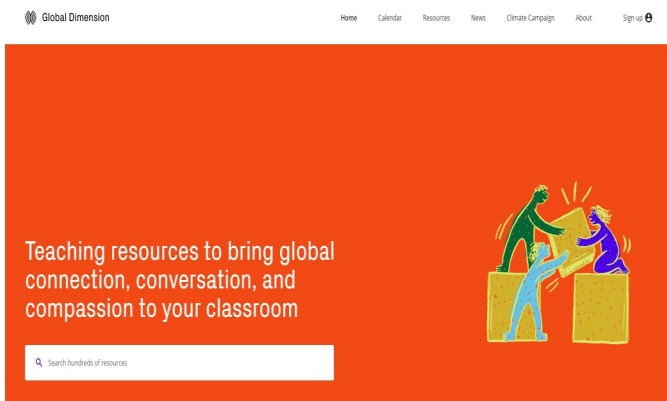 Global Dimension
Home Calendar Resources News Climate Campaign About Sign up
Teaching resources to bring global
connection, conversation, and
compassion to your classroom
Search hundreds of resources